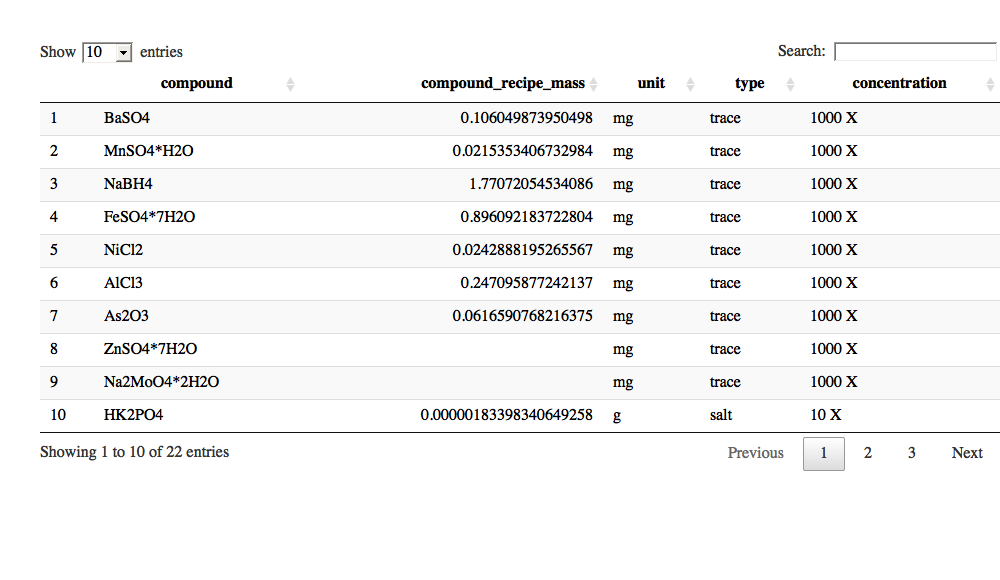 Show 10 entries Search:
compound compound_recipe_mass unit type concentration
1 BaSO4 0.106049873950498 mg trace 1000 X
2 MnSO4*H2O 0.0215353406732984 mg trace 1000 X
3 NaBH4 1.77072054534086 mg trace 1000 X
4 FeSO4*7H2O 0.896092183722804 mg trace 1000 X
5 NiCl2 0.0242888195265567 mg trace 1000 X
6 AlCl3 0.247095877242137 mg trace 1000 X
7 As2O3 0.0616590768216375 mg trace 1000 X
8 ZnSO4*7H2O mg trace 1000 X
9 Na2MoO4*2H2O mg trace 1000 X
10 HK2PO4 0.00000183398340649258 g salt 10 X
Showing 1 to 10 of 22 entries Previous 1 2 3 Next